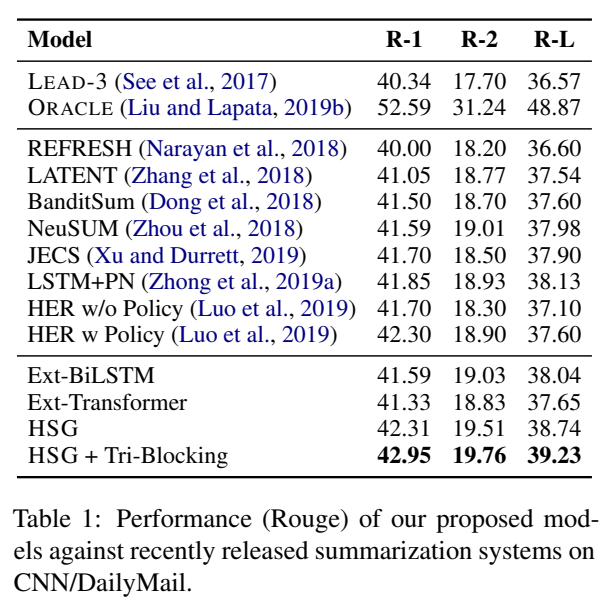 Model R-1 R-2 R-L
LEAD-3 (See et al., 2017) 40.34 17.70 36.57
ORACLE (Liu and Lapata, 2019b) 52.59 31.24 48.87
REFRESH (Narayan et al., 2018) 40.00 18.20 36.60
LATENT (Zhang et al., 2018) 41.05 18.77 37.54
BanditSum (Dong et al., 2018) 41.50 18.70 37.60
NeuSUM (Zhou et al., 2018) 41.59 19.01 37.98
JECS (Xu and Durrett, 2019) 41.70 18.50 37.90
LSTM+PN (Zhong et al., 2019a) 41.85 18.93 38.13
HER w/o Policy (Luo et al., 2019) 41.70 18.30 37.10
HER w Policy (Luo et al., 2019) 42.30 18.90 37.60
Ext-BiLSTM 41.59 19.03 38.04
Ext-Transformer 41.33 18.83 37.65
HSG 42.31 19.51 38.74
HSG + Tri-Blocking 42.95 19.76 39.23
Table 1: Performance (Rouge) of our proposed mod-
els against recently released summarization systems on
CNN/DailyMail.